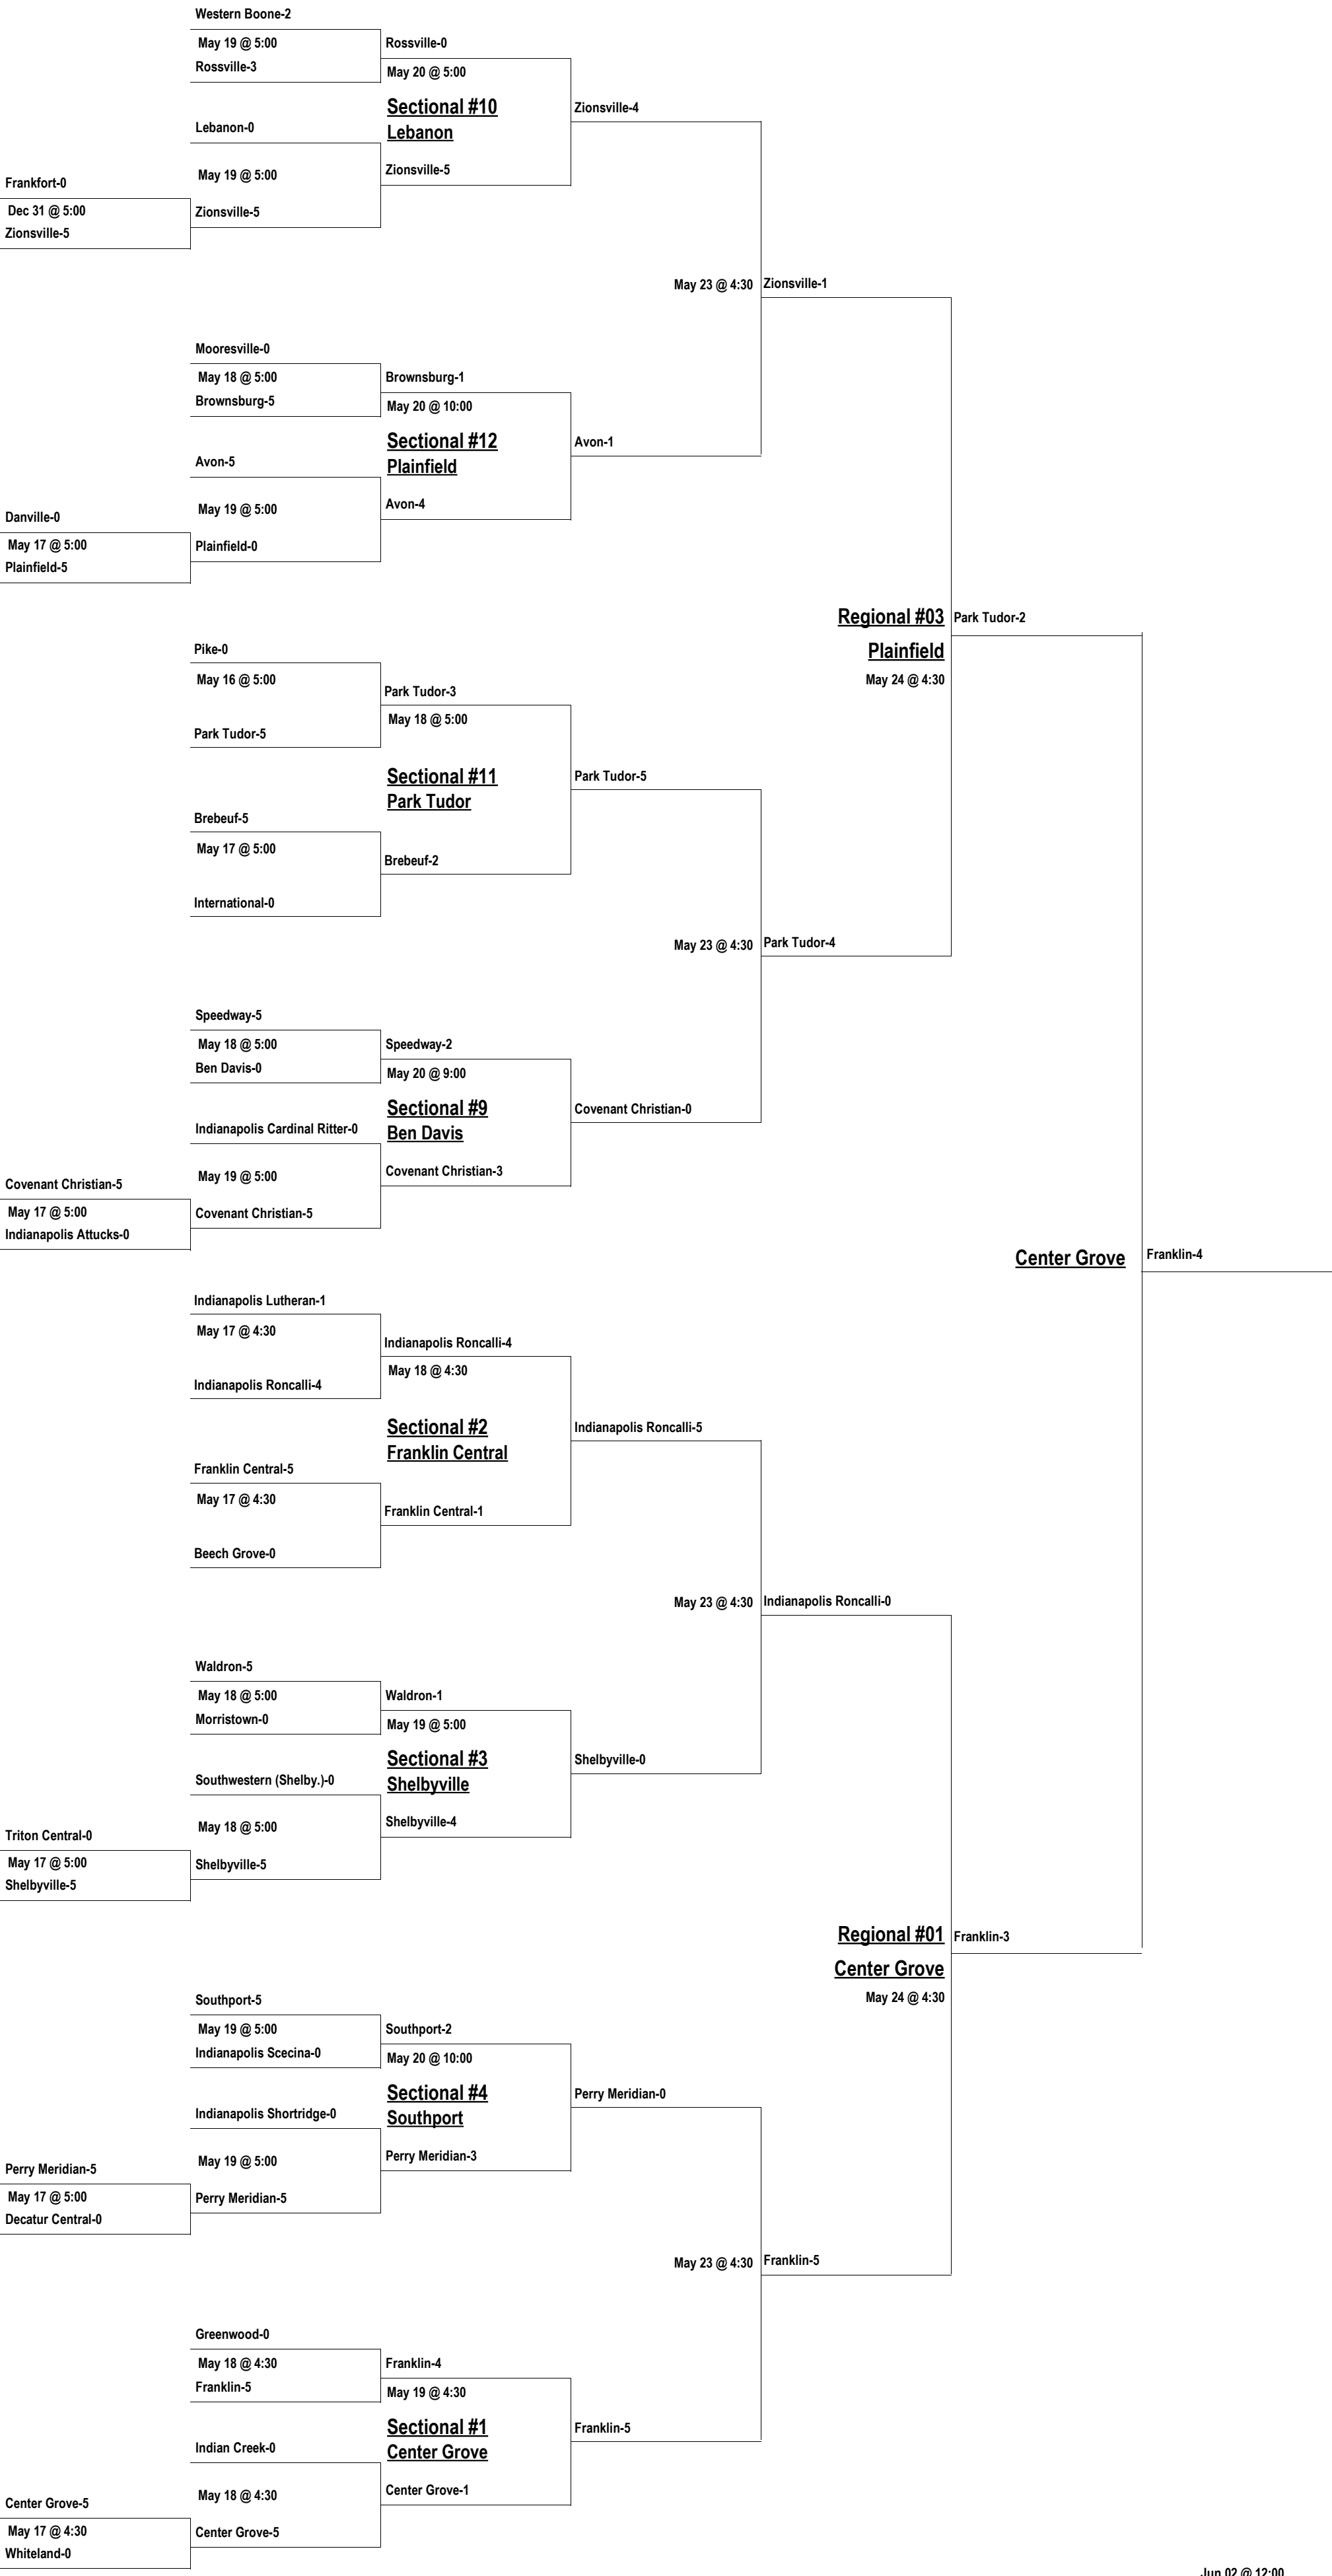 Western Boone-2
May 19 @ 5:00
Rossville-3
Rossville-0
May 20 @ 5:00
Sectional #10
Lebanon
Zionsville-4
Lebanon-0
May 19 @ 5:00
Zionsville-5
Zionsville-5
Frankfort-0
Dec 31 @ 5:00
Zionsville-5
May 23 @ 4:30
Zionsville-1
Mooresville-0
May 18 @ 5:00
Brownsburg-5
Brownsburg-1
May 20 @ 10:00
Sectional #12
Plainfield
Avon-1
Avon-5
May 19 @ 5:00
Avon-4
Plainfield-0
Danville-0
May 17 @ 5:00
Plainfield-5
Regional #03
Plainfield
May 24 @ 4:30
Park Tudor-2
Pike-0
May 16 @ 5:00
Park Tudor-5
Park Tudor-3
May 18 @ 5:00
Sectional #11
Park Tudor
Park Tudor-5
Brebeuf-5
May 17 @ 5:00
Brebeuf-2
International-0
May 23 @ 4:30
Park Tudor-4
Speedway-5
May 18 @ 5:00
Ben Davis-0
Speedway-2
May 20 @ 9:00
Sectional #9
Ben Davis
Covenant Christian-0
Indianapolis Cardinal Ritter-0
May 19 @ 5:00
Covenant Christian-3
Covenant Christian-5
Covenant Christian-5
May 17 @ 5:00
Indianapolis Attucks-0
Center Grove
Franklin-4
Indianapolis Lutheran-1
May 17 @ 4:30
Indianapolis Roncalli-4
Indianapolis Roncalli-4
May 18 @ 4:30
Sectional #2
Franklin Central
Indianapolis Roncalli-5
Franklin Central-5
May 17 @ 4:30
Franklin Central-1
Beech Grove-0
May 23 @ 4:30
Indianapolis Roncalli-0
Waldron-5
May 18 @ 5:00
Morristown-0
Waldron-1
May 19 @ 5:00
Sectional #3
Shelbyville
Shelbyville-0
Southwestern (Shelby.)-0
May 18 @ 5:00
Shelbyville-4
Shelbyville-5
Triton Central-0
May 17 @ 5:00
Shelbyville-5
Regional #01
Center Grove
May 24 @ 4:30
Franklin-3
Southport-5
May 19 @ 5:00
Indianapolis Scecina-0
Southport-2
May 20 @ 10:00
Sectional #4
Southport
Perry Meridian-0
Indianapolis Shortridge-0
May 19 @ 5:00
Perry Meridian-3
Perry Meridian-5
Perry Meridian-5
May 17 @ 5:00
Decatur Central-0
May 23 @ 4:30
Franklin-5
Greenwood-0
May 18 @ 4:30
Franklin-5
Franklin-4
May 19 @ 4:30
Sectional #1
Center Grove
Franklin-5
Indian Creek-0
May 18 @ 4:30
Center Grove-1
Center Grove-5
Center Grove-5
May 17 @ 4:30
Whiteland-0
Jun 02 @ 12:00